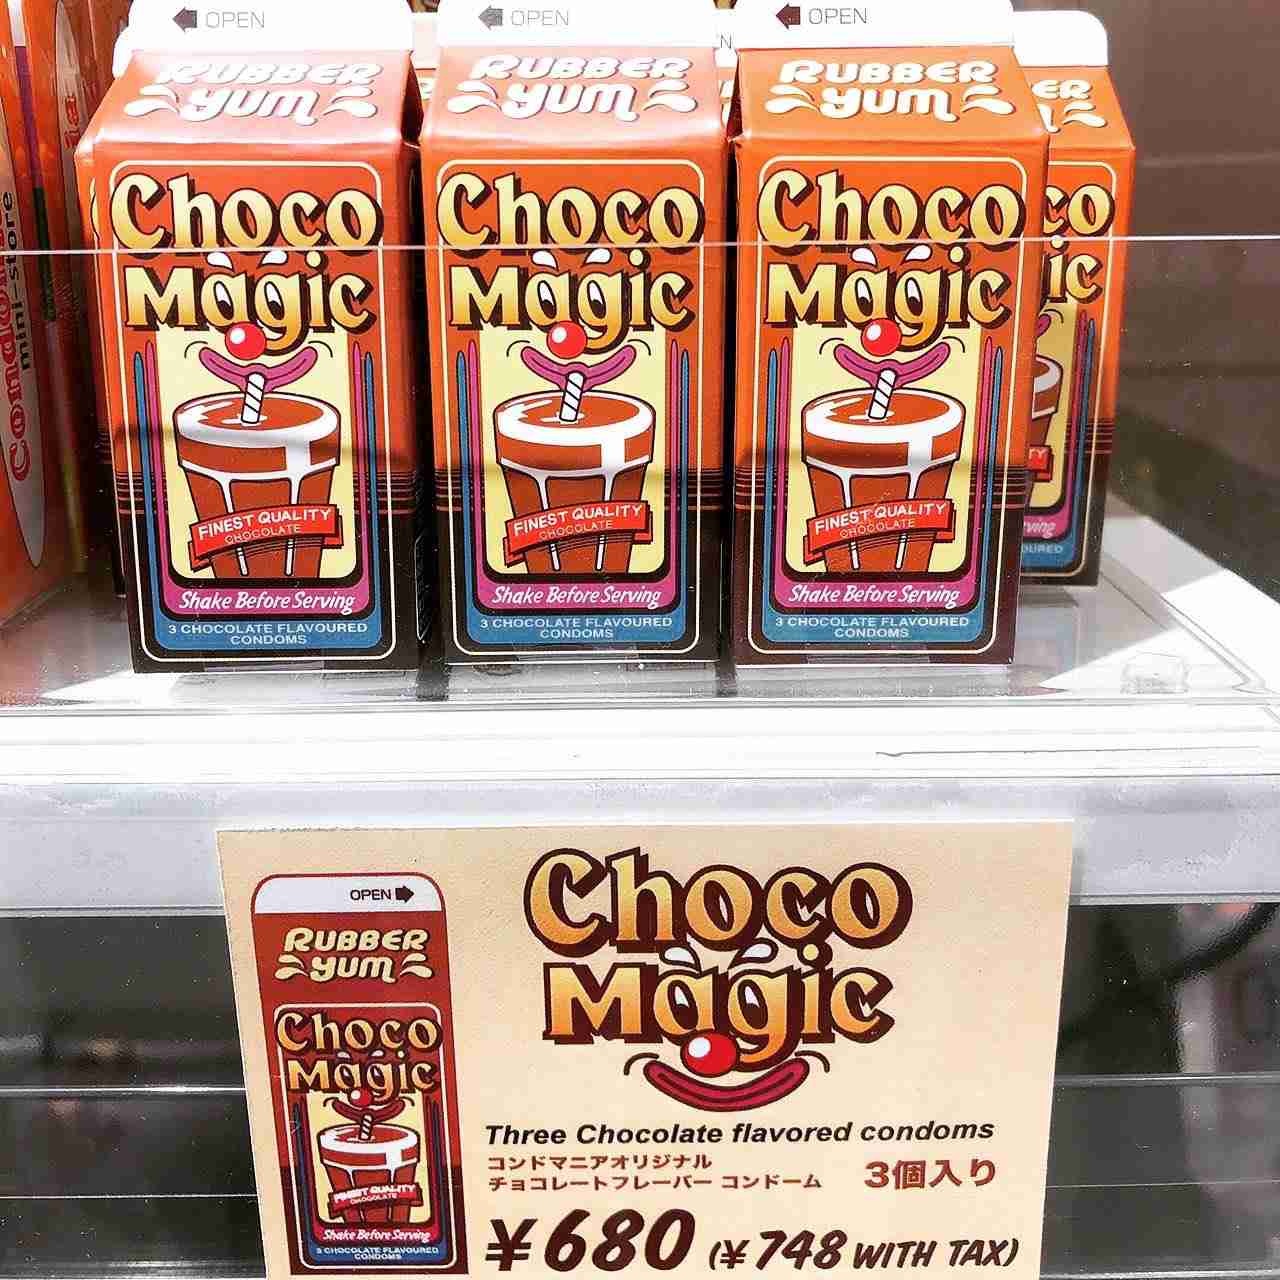 OPEN
RUBBER
YUM
Choco
Magic
FINEST QUALITY
CHOCOLATE
Shake Before Serving
3 CHOCOLATE FLAVOURED
CONDOMS
OPEN
RUBBER
YUM
Choco
Magic
FINEST QUALITY
CHOCOLATE
Shake Before Serving
3 CHOCOLATE FLAVOURED
CONDOMS
OPEN
RUBBER
YUM
Choco
Magic
FINEST QUALITY
CHOCOLATE
Shake Before Serving
3 CHOCOLATE FLAVOURED
CONDOMS
mini-store
OPEN
RUBBER
YUM
Choco
Magic
FINEST QUALITY
CHOCOLATE
Shake Before Serving
3 CHOCOLATE FLAVOURED
CONDOMS
Choco
Magic
Three Chocolate flavored condoms
コンドマニアオリジナル
チョコレートフレーバー コンドーム 3個入り
¥680 (¥748 WITH TAX)